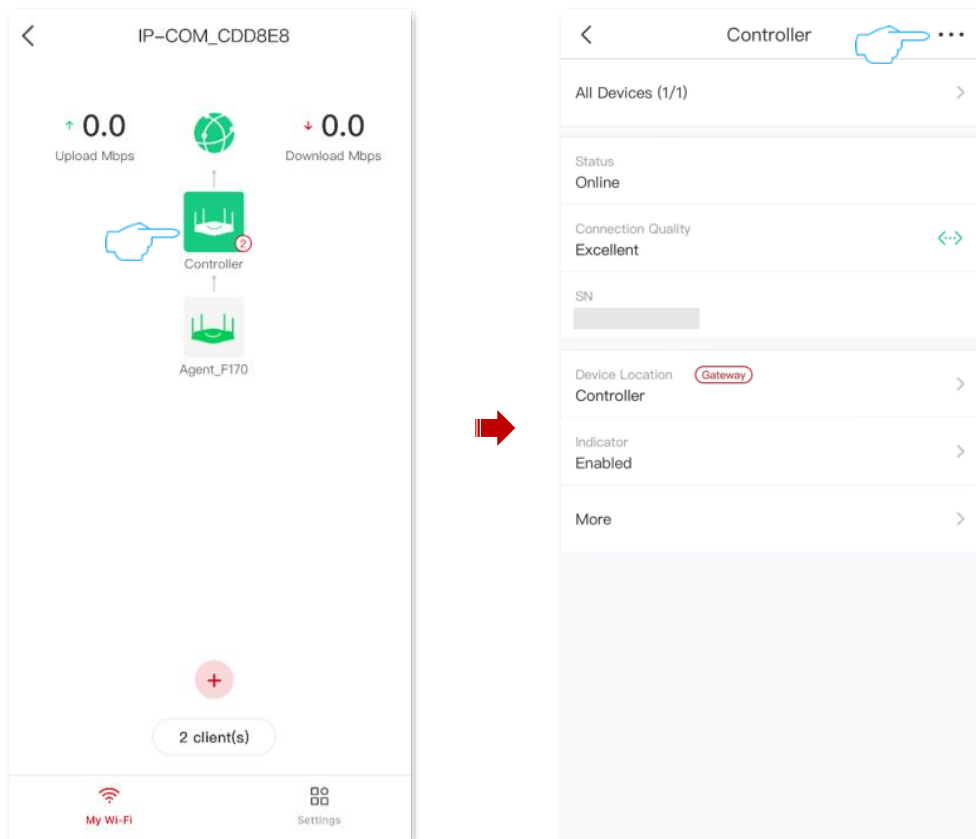 IP-COM_CDD8E8
0.0
Upload Mbps
0.0
Download Mbps
2
Controller
Agent_F170
2 client(s)
My Wi-Fi
Settings
Controller
All Devices (1/1)
Status
Online
Connection Quality
Excellent
SN
Device Location Gateway
Controller
Indicator
Enabled
More